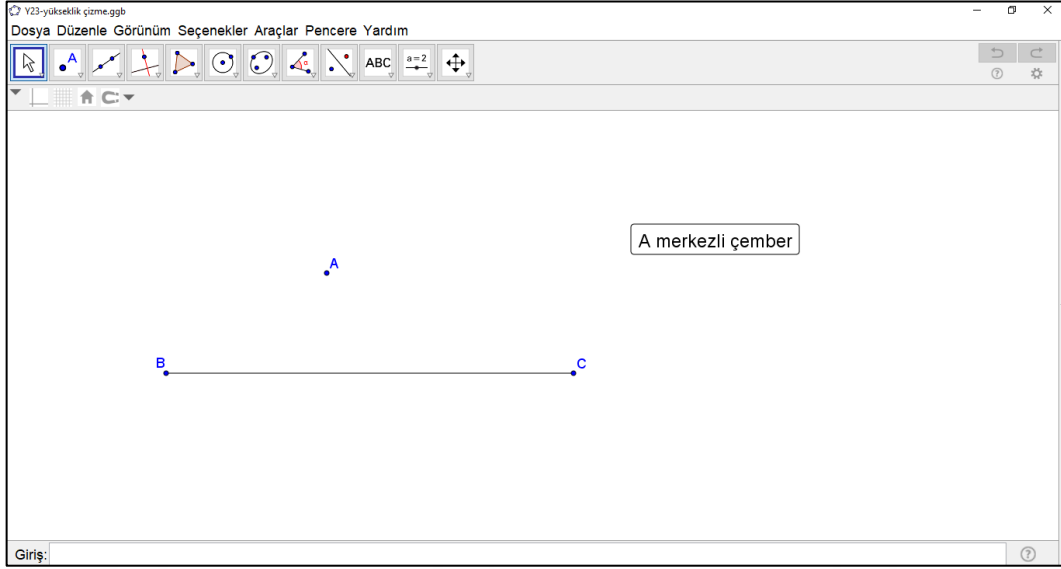 Y23-yükseklik çizme.ggb
Dosya Düzenle Görünüm Seçenekler Araçlar Pencere Yardım
A
ABC
a=2
A merkezli çember
A
B
C
Giriş: